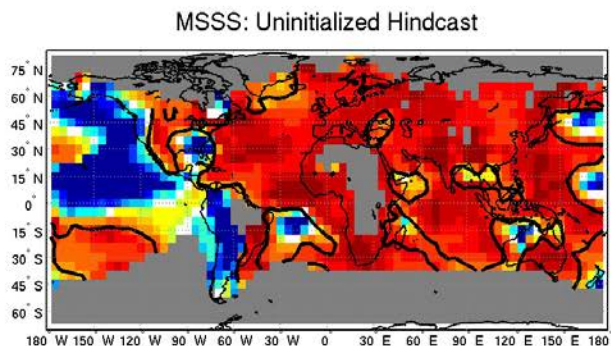 MSSS: Uninitialized Hindcast
75° N
60° N
45° N
30° N
15° N
0°
15° S
30° S
45° S
60° S
180° W 150° W 120° W 90° W 60° W 30° W 0° 30° E 60° E 90° E 120° E 150° E 180°